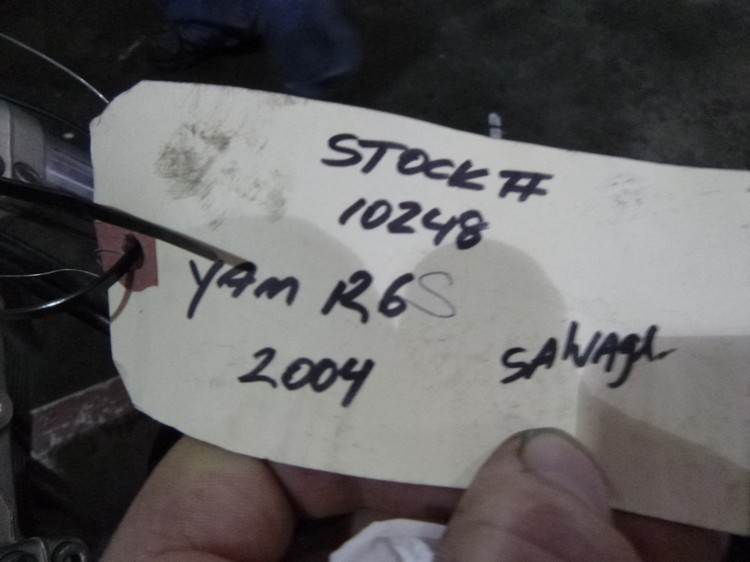 STOCK #
10248
YAM R6S
2004
SALVAGE